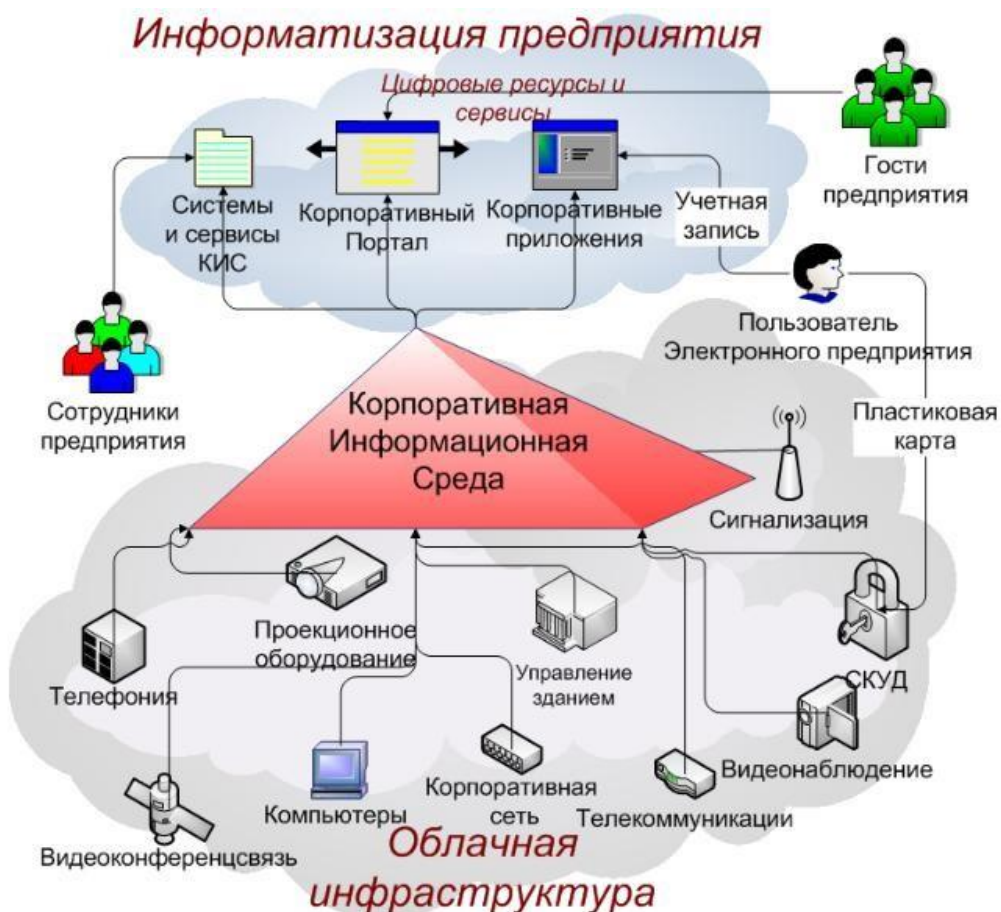 Информатизация предприятия
Цифровые ресурсы и
сервисы
Гости
предприятия
Системы
и сервисы
КИС
Корпоративный
Портал
Корпоративные
приложения
Учетная
запись
Пользователь
Электронного предприятия
Сотрудники
предприятия
Корпоративная
Информационная
Среда
Пластиковая
карта
Сигнализация
Проекционное
оборудование
Управление
зданием
СКУД
Телефония
Видеонаблюдение
Компьютеры
Корпоративная
сеть
Телекоммуникации
Видеоконференцсвязь
Облачная
инфраструктура